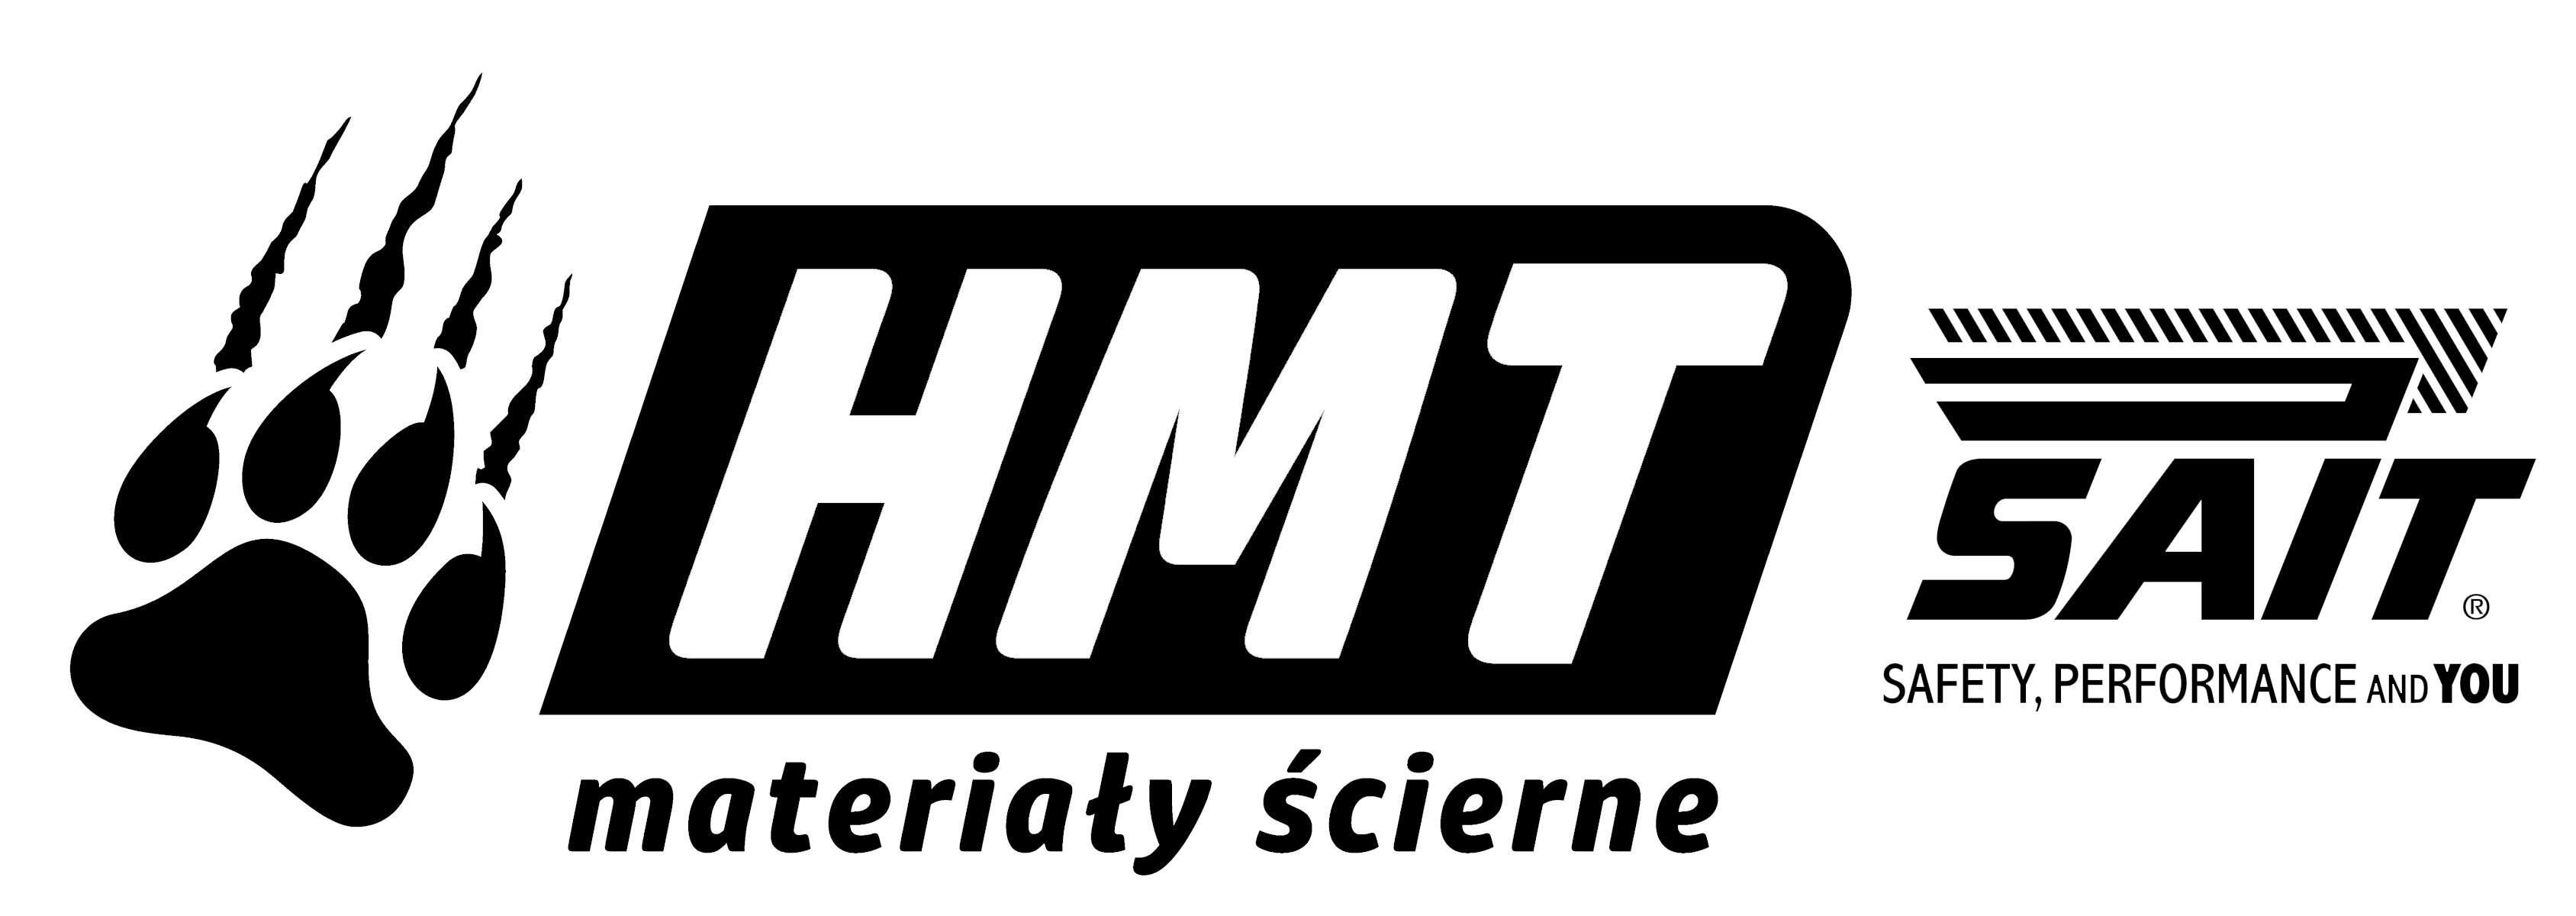 HMT
materiały ścierne
SAIT®
SAFETY, PERFORMANCE AND YOU